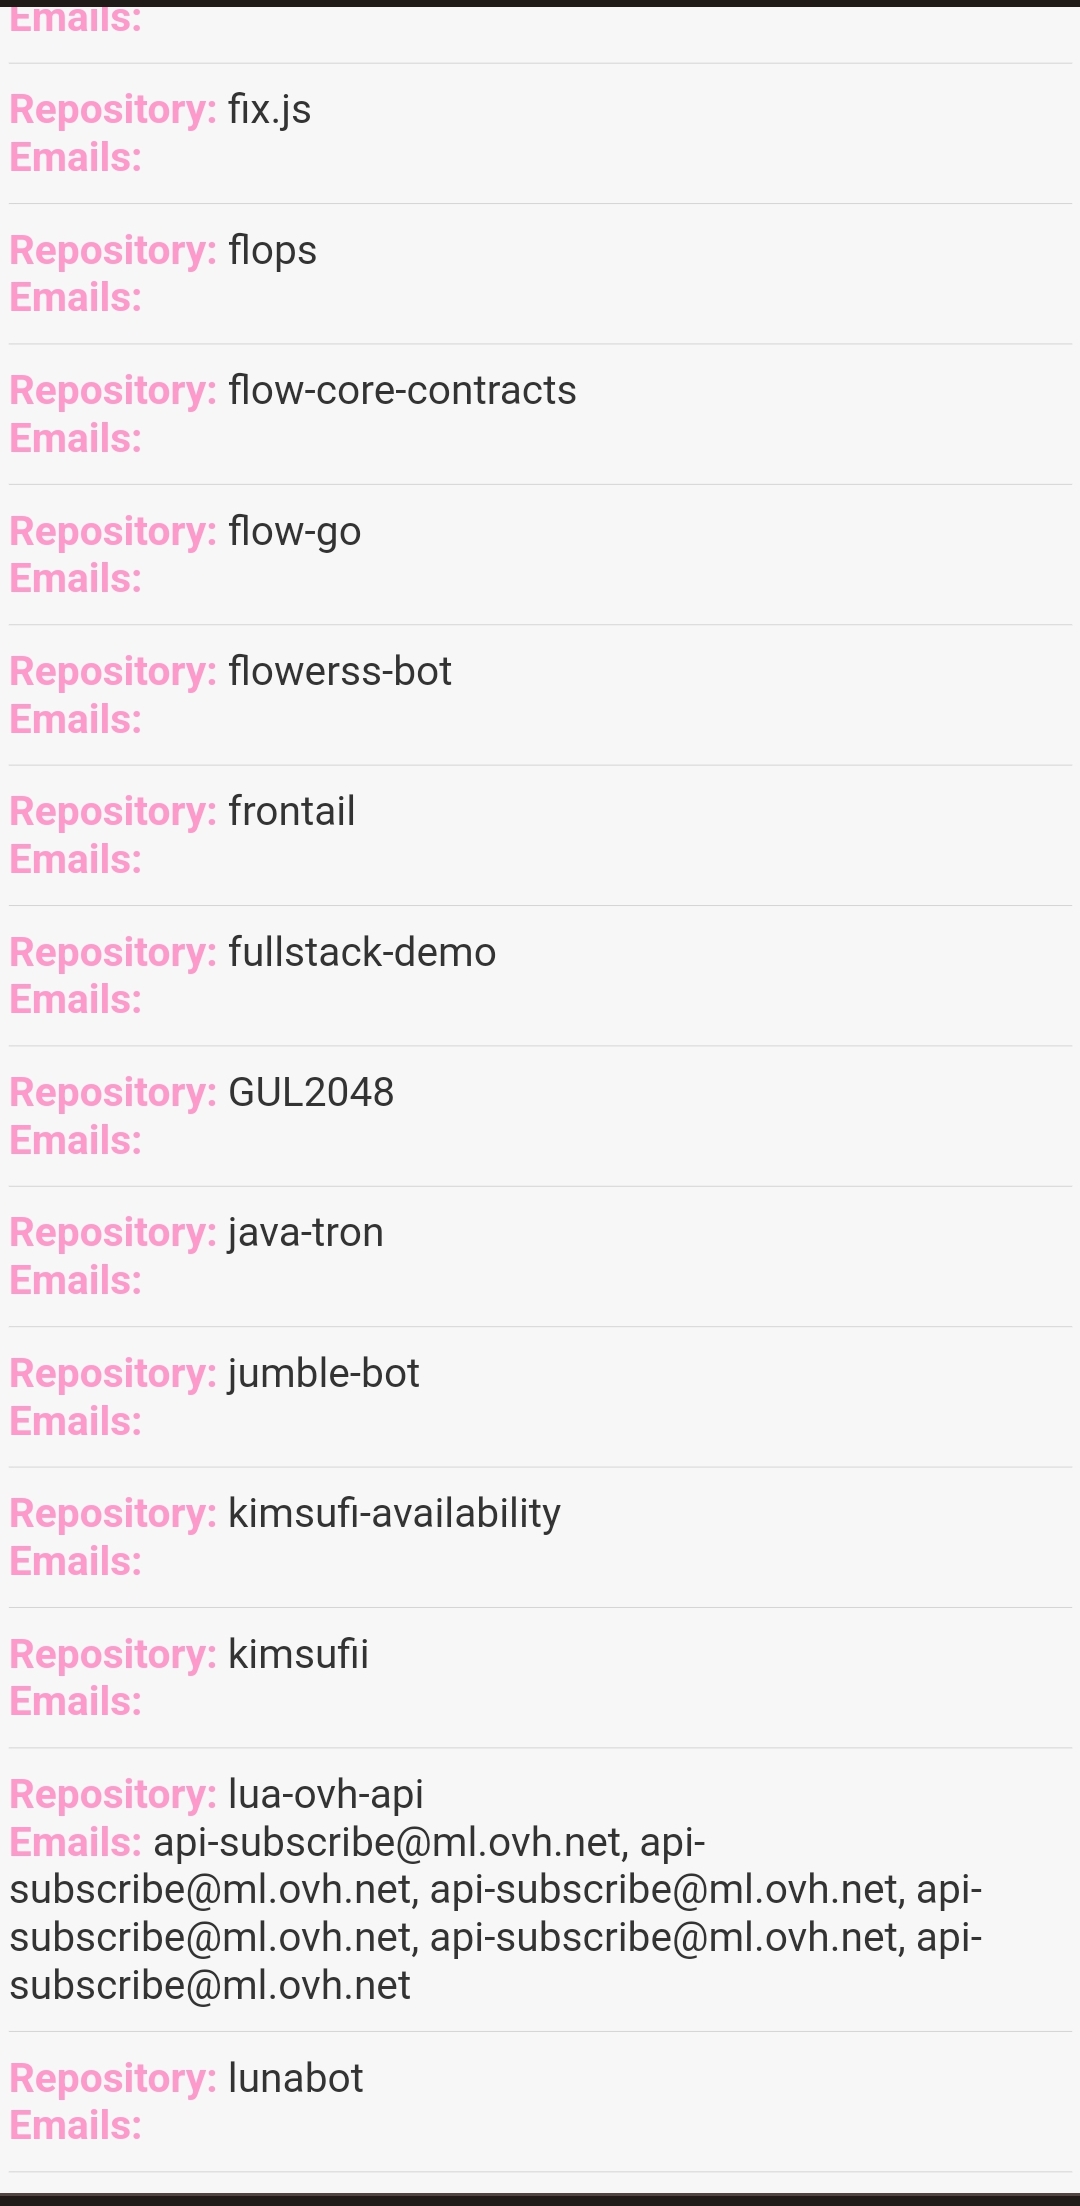 Emails:
Repository: fix.js
Emails:
Repository: flops
Emails:
Repository: flow-core-contracts
Emails:
Repository: flow-go
Emails:
Repository: flowerss-bot
Emails:
Repository: frontail
Emails:
Repository: fullstack-demo
Emails:
Repository: GUL2048
Emails:
Repository: java-tron
Emails:
Repository: jumble-bot
Emails:
Repository: kimsufi-availability
Emails:
Repository: kimsufii
Emails:
Repository: lua-ovh-api
Emails: api-subscribe@ml.ovh.net, api-
subscribe@ml.ovh.net, api-subscribe@ml.ovh.net, api-
subscribe@ml.ovh.net, api-subscribe@ml.ovh.net, api-
subscribe@ml.ovh.net
Repository: lunabot
Emails: